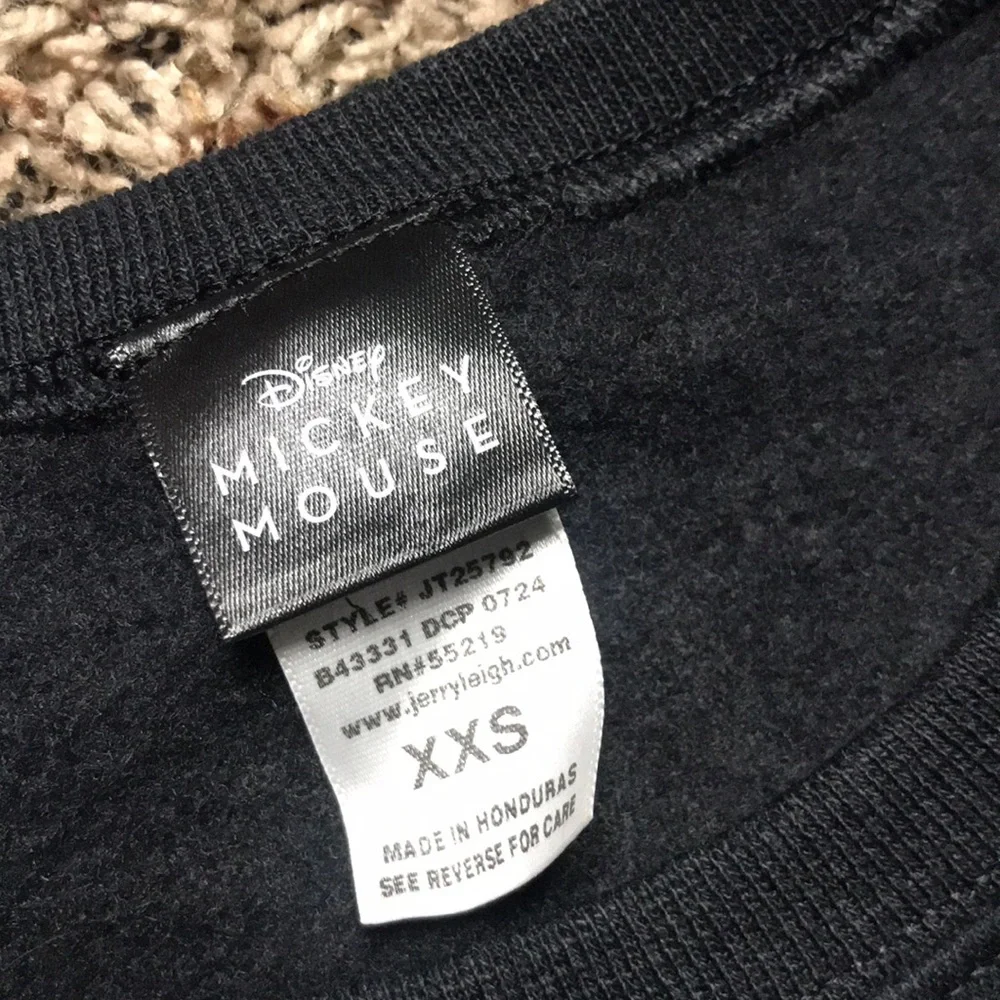 Disney
MICKEY
MOUSE
STYLE# JT25792
B43331 DCP 0724
RN#55219
www.jerryleigh.com
XXS
MADE IN HONDURAS
SEE REVERSE FOR CARE